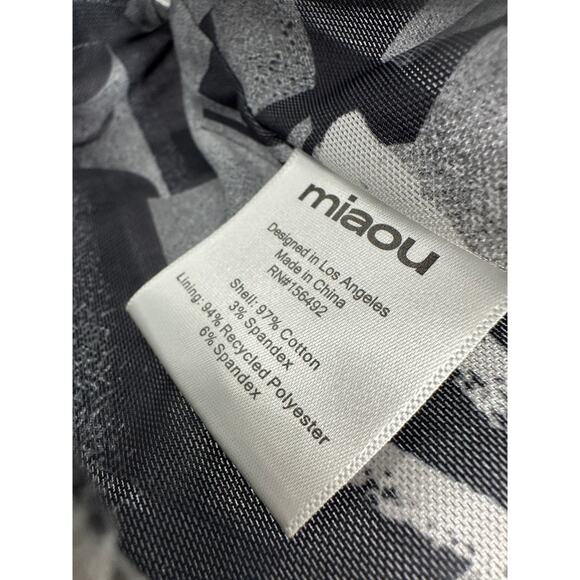 miaou
Designed in Los Angeles
Made in China
RN#156492
Shell: 97% Cotton
3% Spandex
Lining: 94% Recycled Polyester
6% Spandex